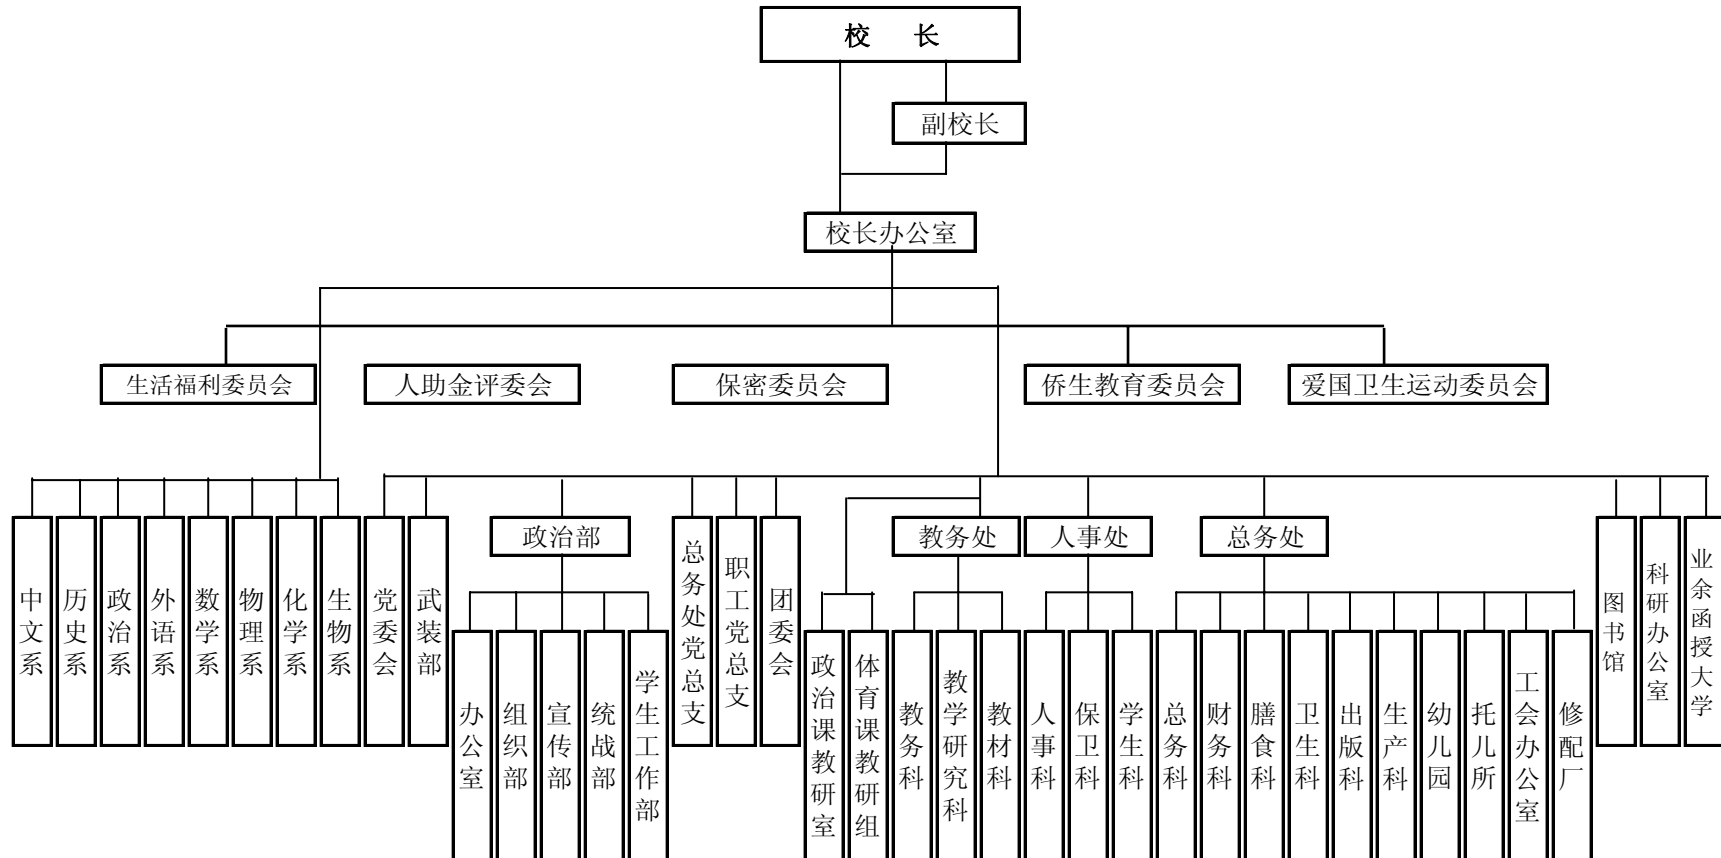 校 长
副校长
校长办公室
生活福利委员会
人助金评委会
保密委员会
侨生教育委员会
爱国卫生运动委员会
中文系
历史系
政治系
外语系
数学系
物理系
化学系
生物系
党委会
武装部
政治部
总务处党总支
职工党总支
团委会
教务处
人事处
总务处
图书馆
科研办公室
业余函授大学
办公室
组织部
宣传部
统战部
学生工作部
政治课教研室
体育课教研组
教务科
教学研究科
教材科
人事科
保卫科
学生科
总务科
财务科
膳食科
卫生科
出版科
生产科
幼儿园
托儿所
工会办公室
修配厂